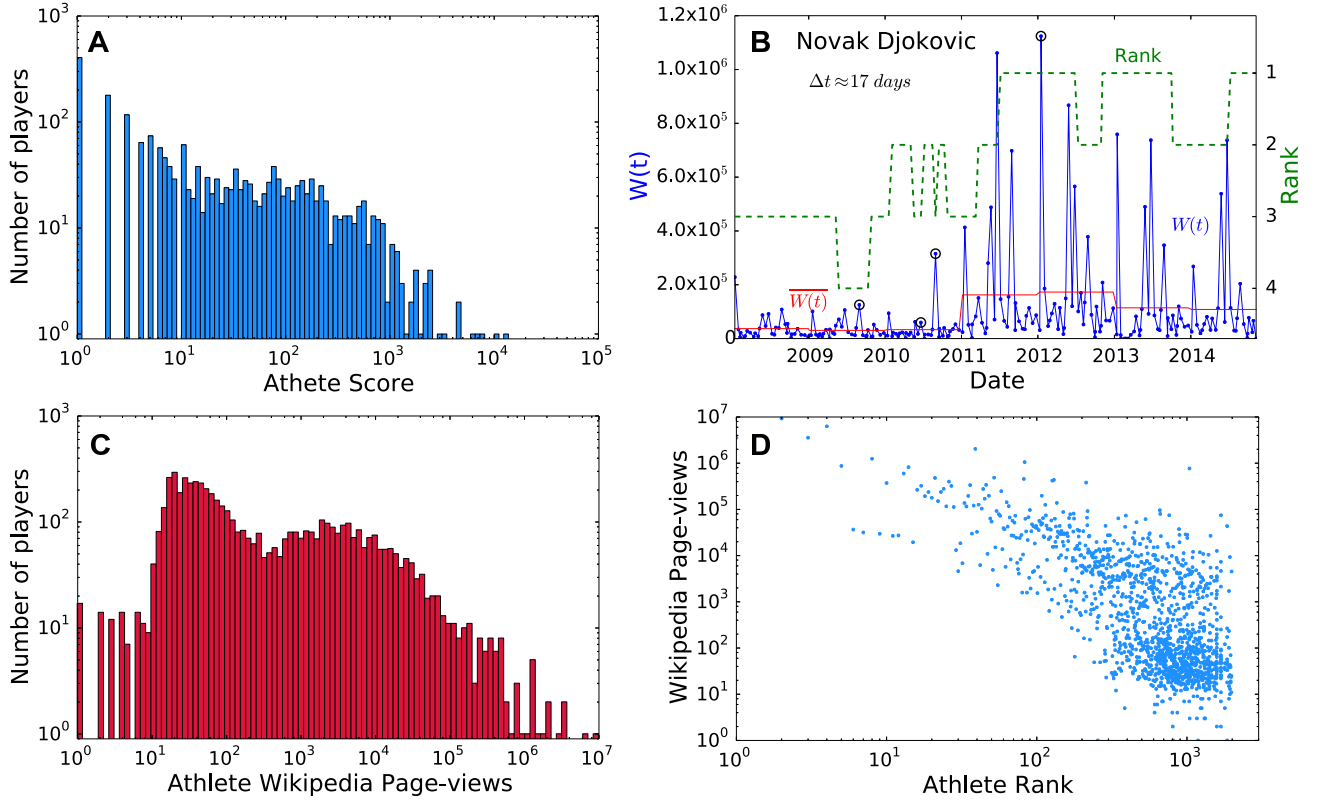 A
Number of players
10^3
10^2
10^1
10^0
10^0 10^1 10^2 10^3 10^4 10^5
Athete Score
B Novak Djokovic
Δt≈17 days
Rank
W(t)
1.2x10^6
1.0x10^6
8.0x10^5
6.0x10^5
4.0x10^5
2.0x10^5
0
1
2
3
4
Rank
W(t)
W(t)
2009 2010 2011 2012 2013 2014
Date
C
Number of players
10^3
10^2
10^1
10^0
10^0 10^1 10^2 10^3 10^4 10^5 10^6 10^7
Athlete Wikipedia Page-views
D
Wikipedia Page-views
10^7
10^6
10^5
10^4
10^3
10^2
10^1
10^0
10^0 10^1 10^2 10^3
Athlete Rank